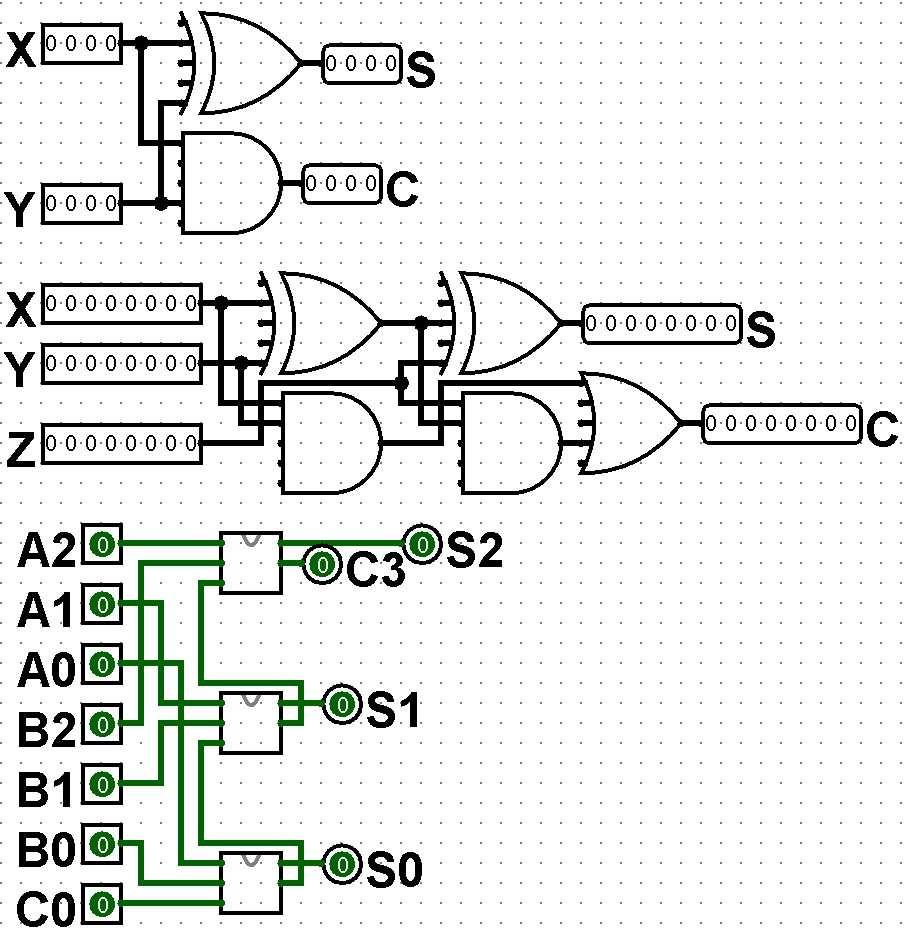 X 0 0 0 0
0 0 0 0 S
0 0 0 0 C
Y 0 0 0 0
X 0 0 0 0 0 0 0 0
0 0 0 0 0 0 0 0 S
Y 0 0 0 0 0 0 0 0
0 0 0 0 0 0 0 0 C
Z 0 0 0 0 0 0 0 0
A2 0 0 S2
0 C3
A1 0
A0 0
0 S1
B2 0
B1 0
B0 0
0 S0
C0 0